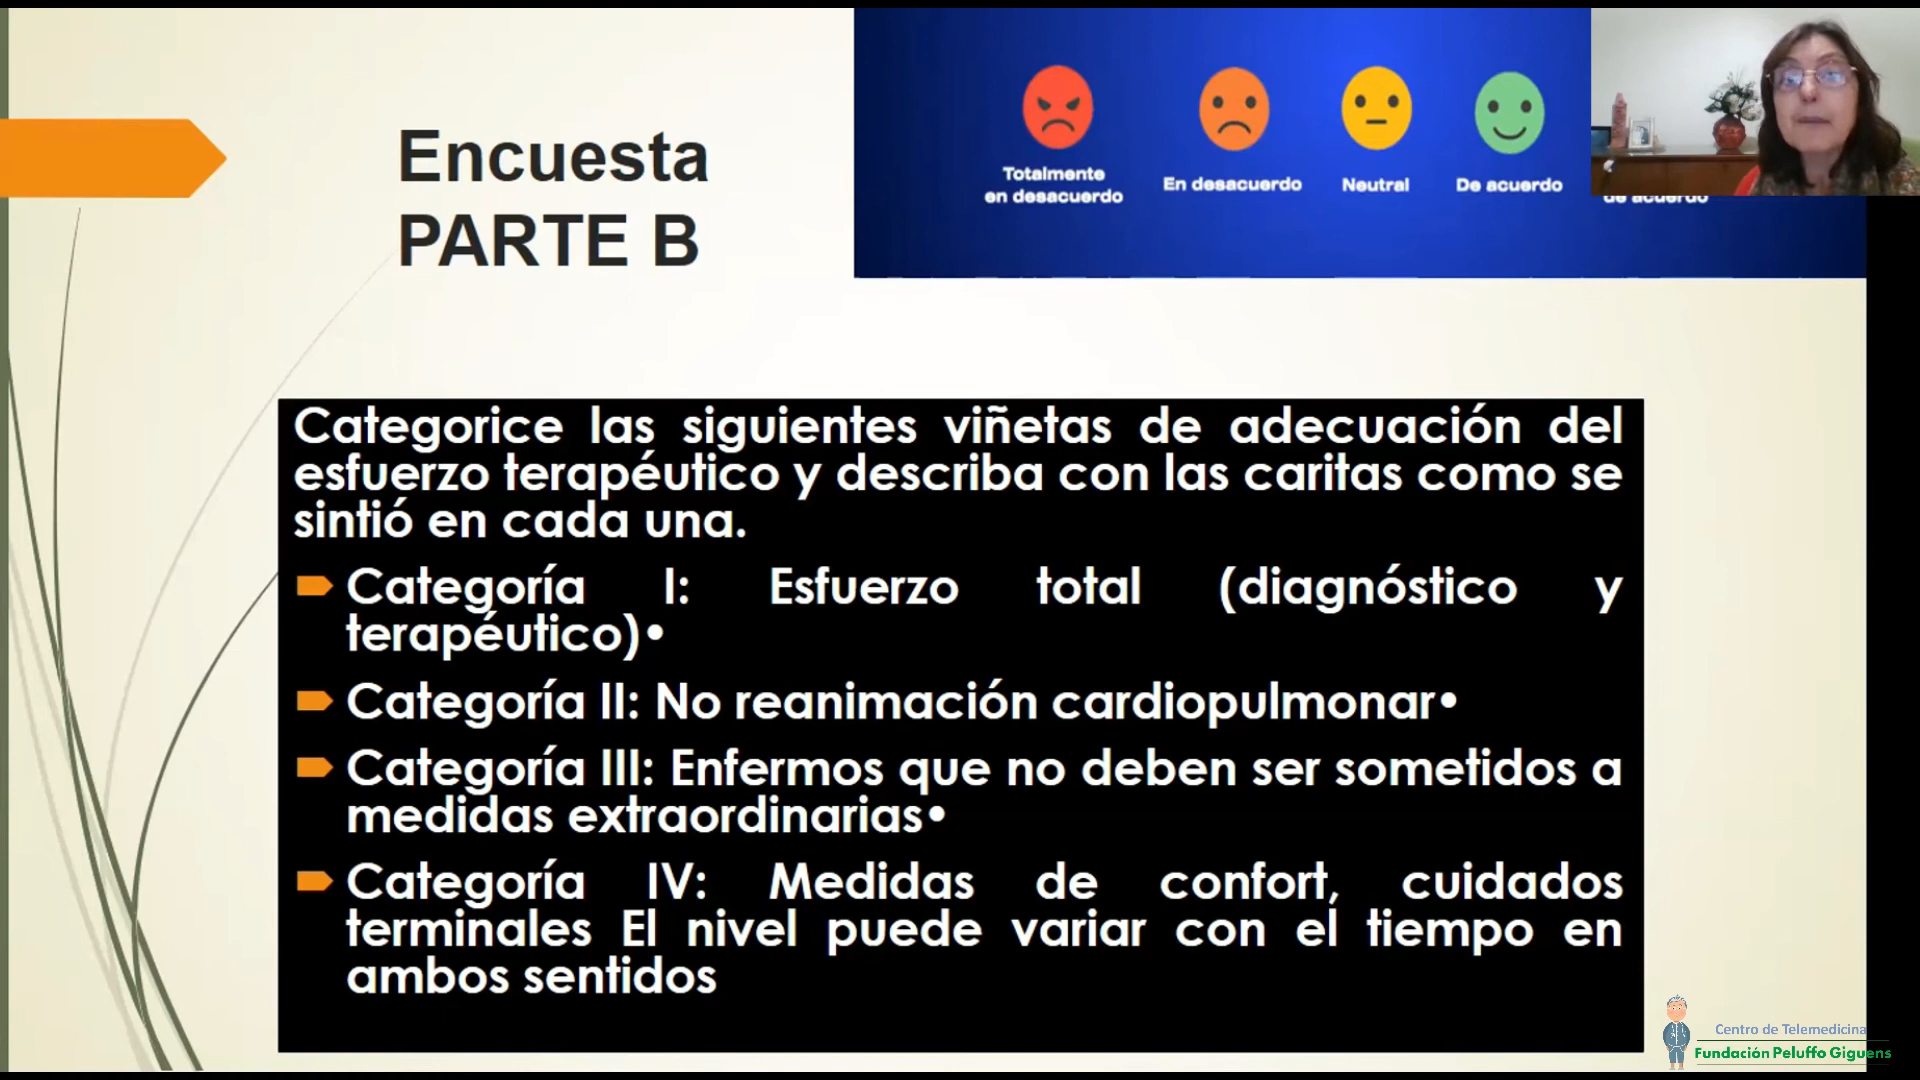 Encuesta
PARTE B
Totalmente
en desacuerdo
En desacuerdo
Neutral
De acuerdo
de acuerdo
Categorice las siguientes viñetas de adecuación del
esfuerzo terapéutico y describa con las caritas como se
sintió en cada una.
Categoría I: Esfuerzo total (diagnóstico y
terapéutico)•
Categoría II: No reanimación cardiopulmonar•
Categoría III: Enfermos que no deben ser sometidos a
medidas extraordinarias•
Categoría IV: Medidas de confort, cuidados
terminales El nivel puede variar con el tiempo en
ambos sentidos
Centro de Telemedicina
Fundación Peluffo Giguens